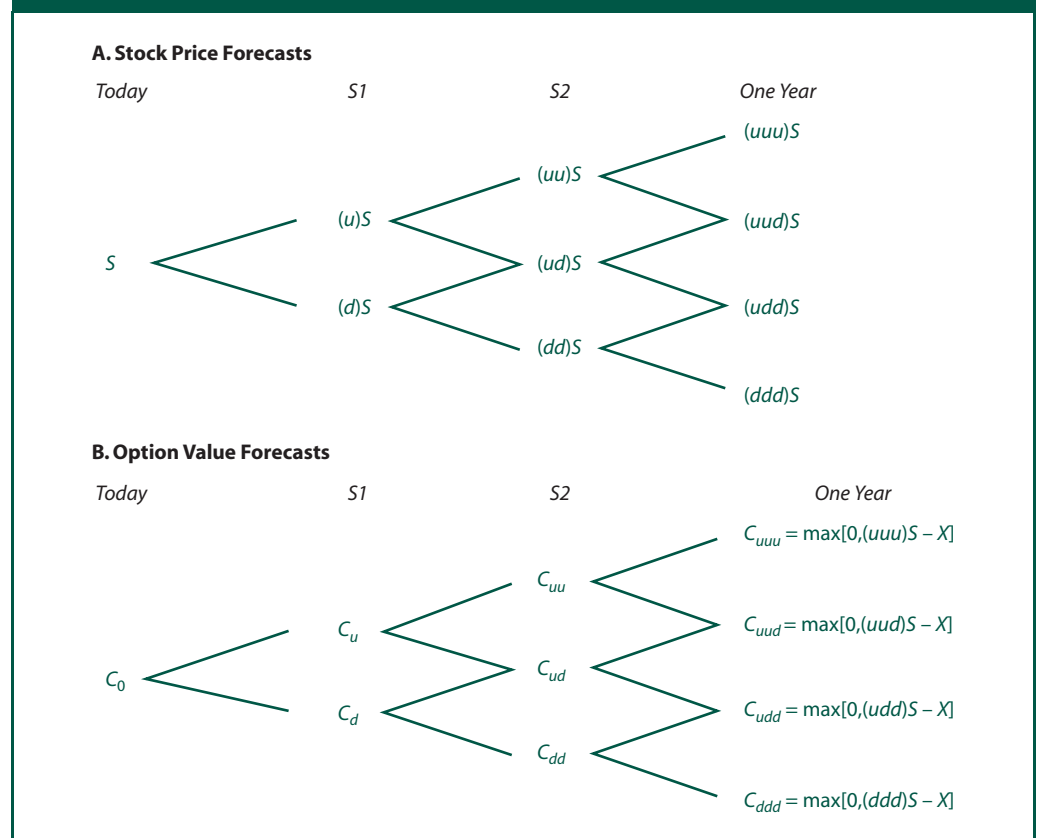 A. Stock Price Forecasts
Today S1 S2 One Year
(uuu)S
(uu)S
(u)S (uud)S
S (ud)S
(d)S (udd)S
(dd)S
(ddd)S
B. Option Value Forecasts
Today S1 S2 One Year
Cuuu = max[0,(uuu)S – X]
Cuu
Cu Cuud = max[0,(uud)S – X]
C0 Cud
Cd Cudd = max[0,(udd)S – X]
Cdd
Cddd = max[0,(ddd)S – X]